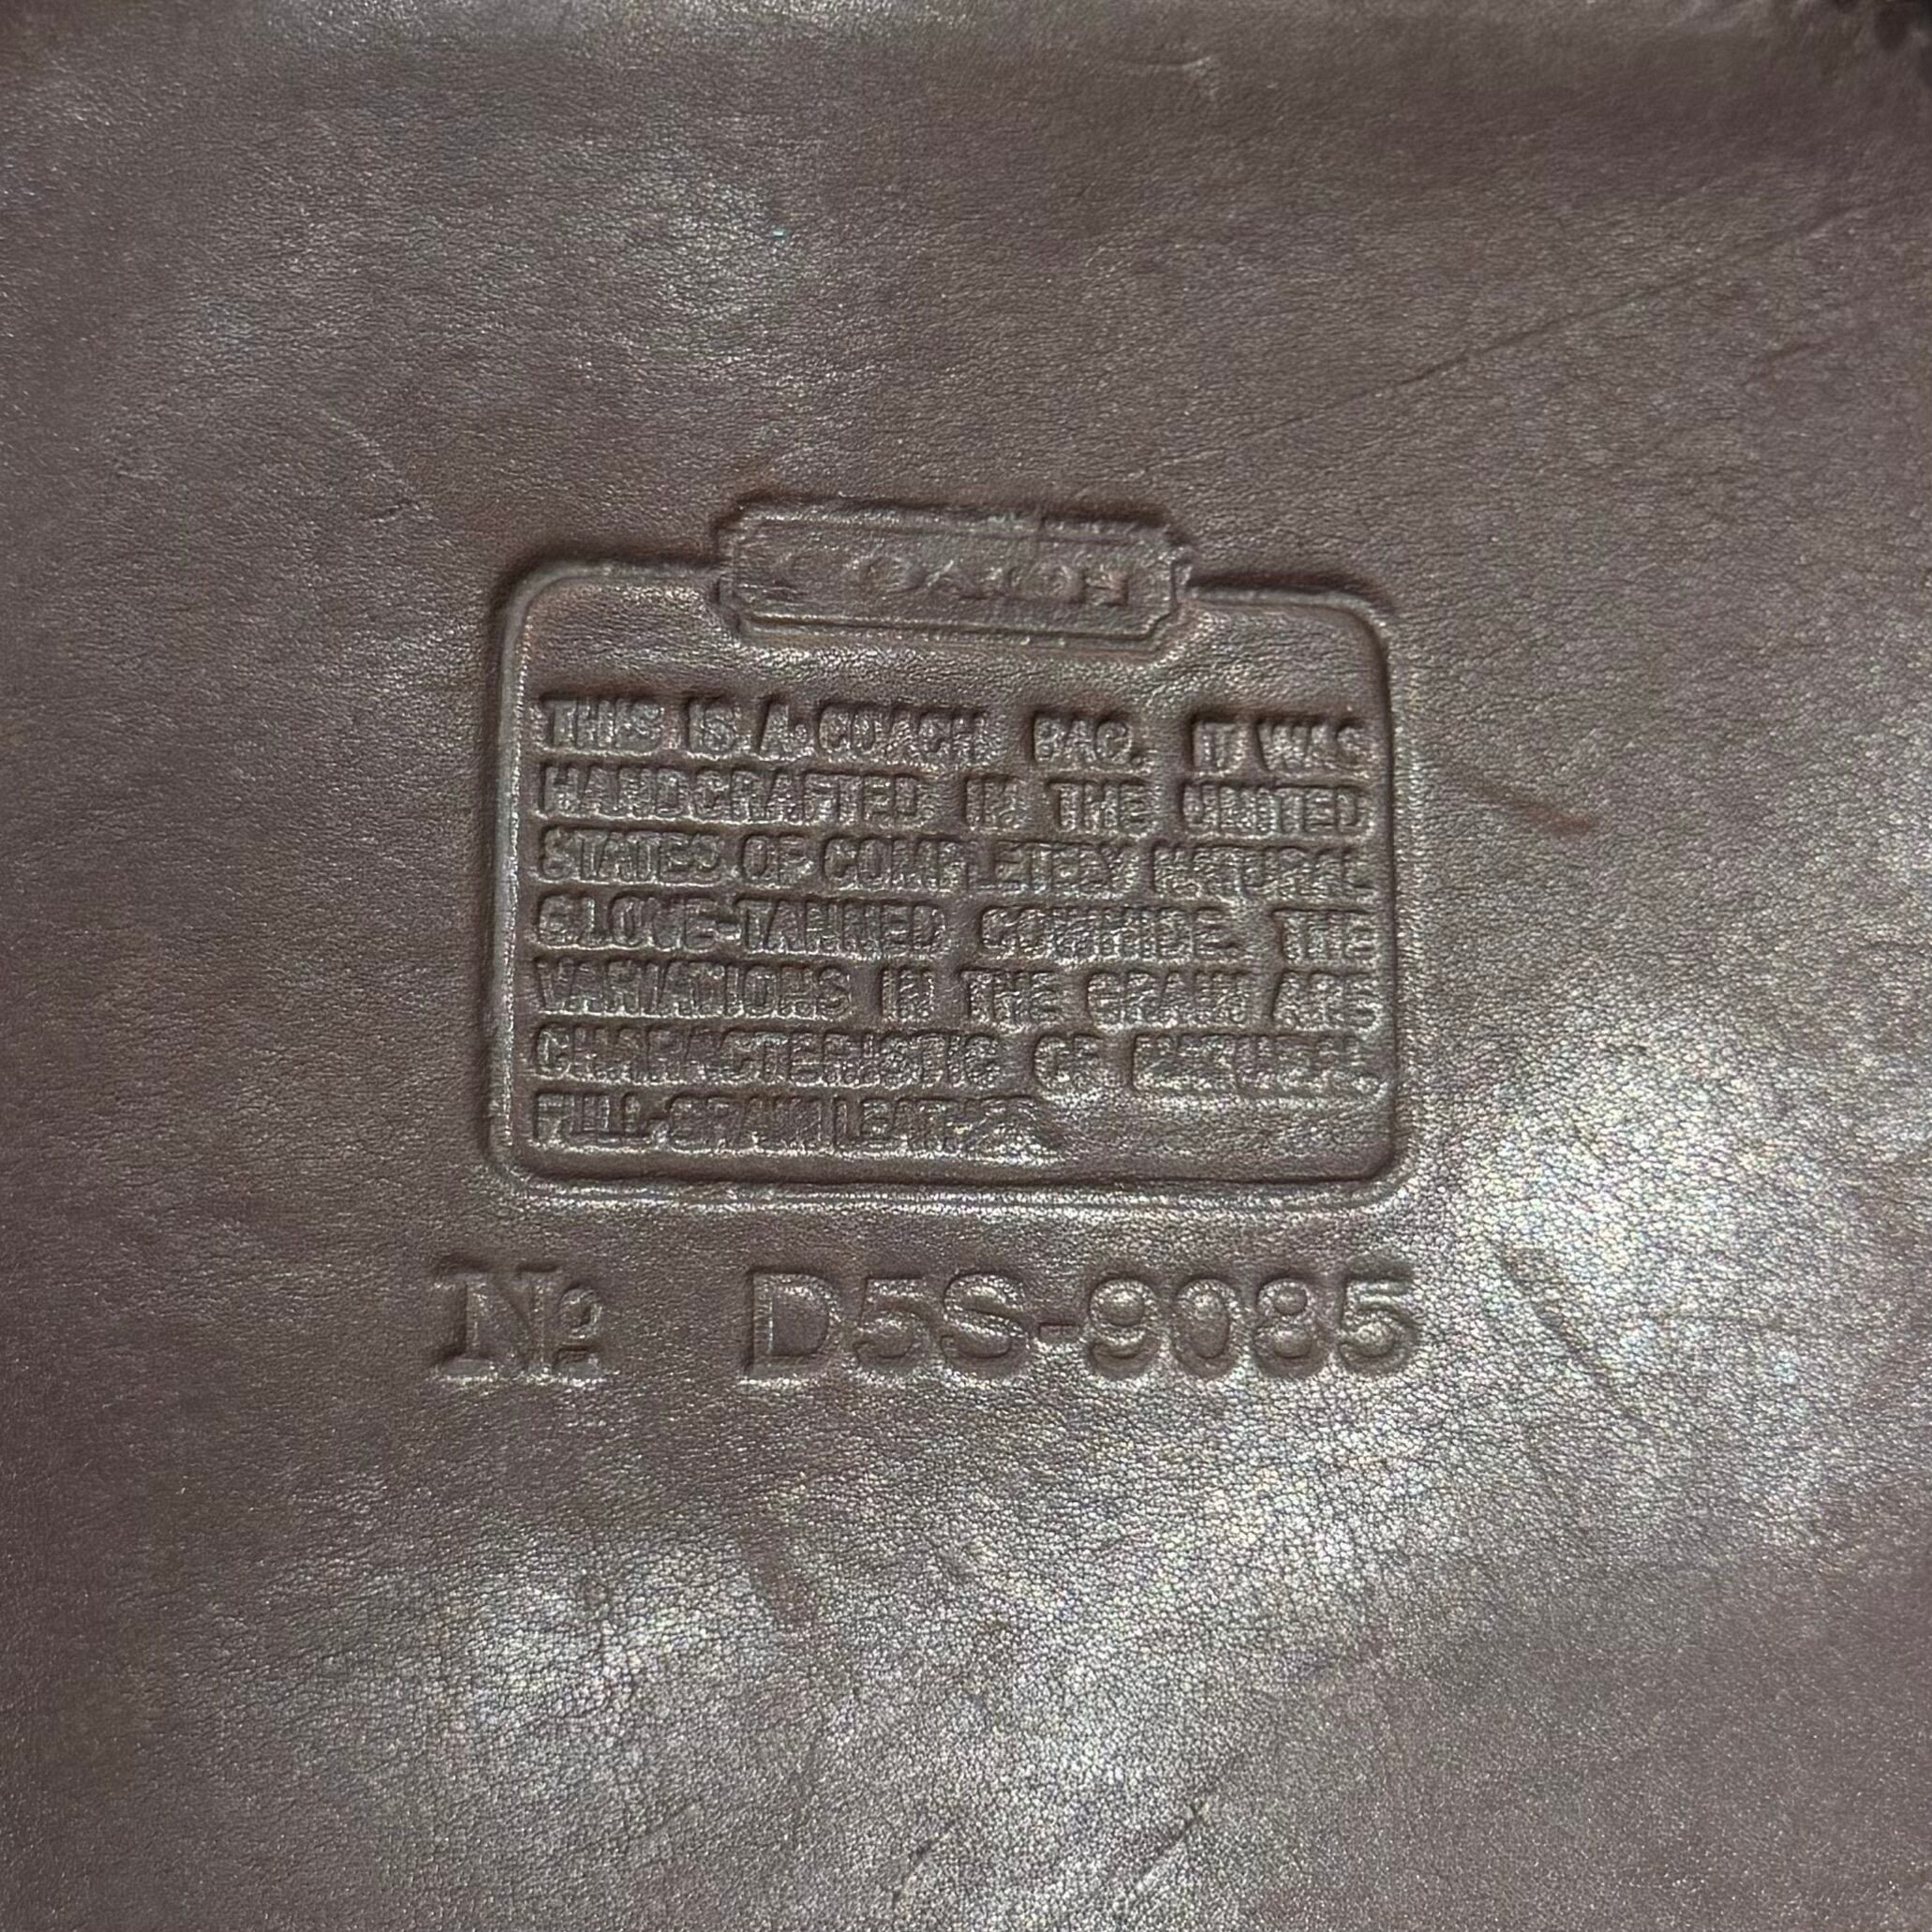 COACH
THIS IS A COACH BAG. IT WAS
HANDCRAFTED IN THE UNITED
STATES OF COMPLETELY NATURAL
GLOVE-TANNED COWHIDE. THE
VARIATIONS IN THE GRAIN ARE
CHARACTERISTIC OF NATURAL,
FULL-GRAIN LEATHER.
Nº D5S-9085